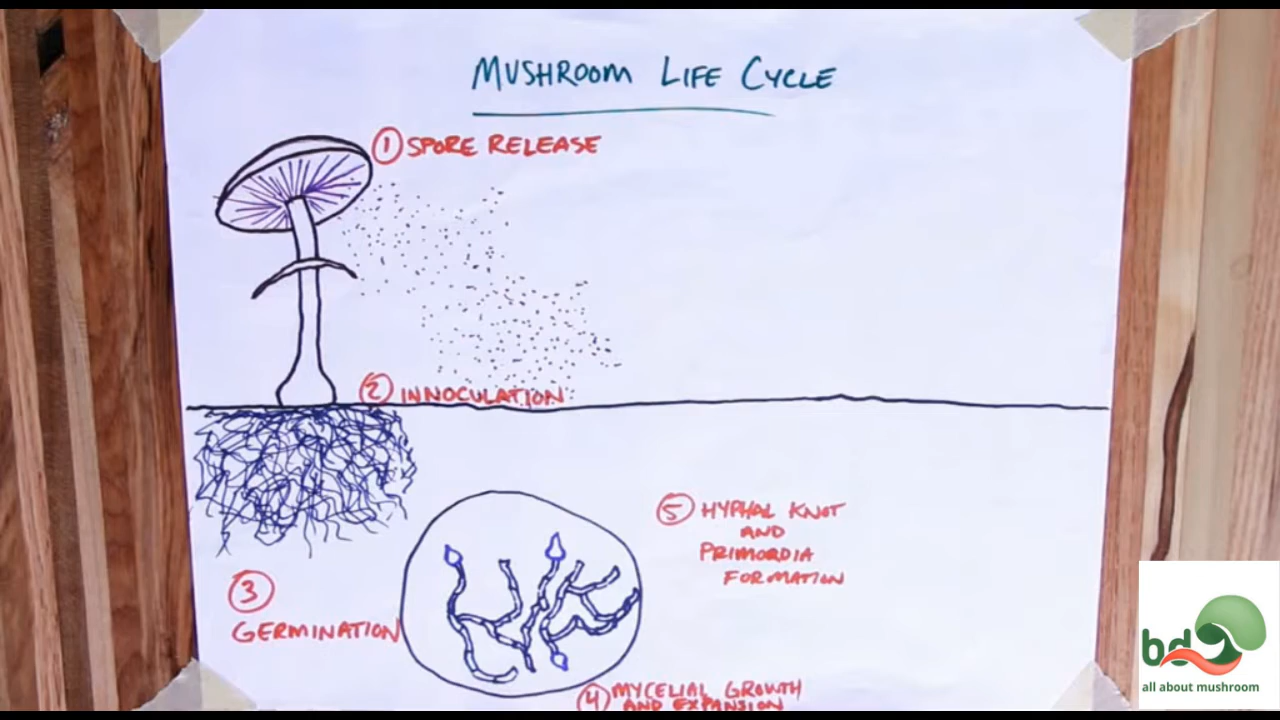 MUSHROOM LIFE CYCLE
① SPORE RELEASE
② INNOCULATION
③
GERMINATION
④ MYCELIAL GROWTH
AND EXPANSION
⑤ HYPHAL KNOT
AND
PRIMORDIA
FORMATION
bd
all about mushroom